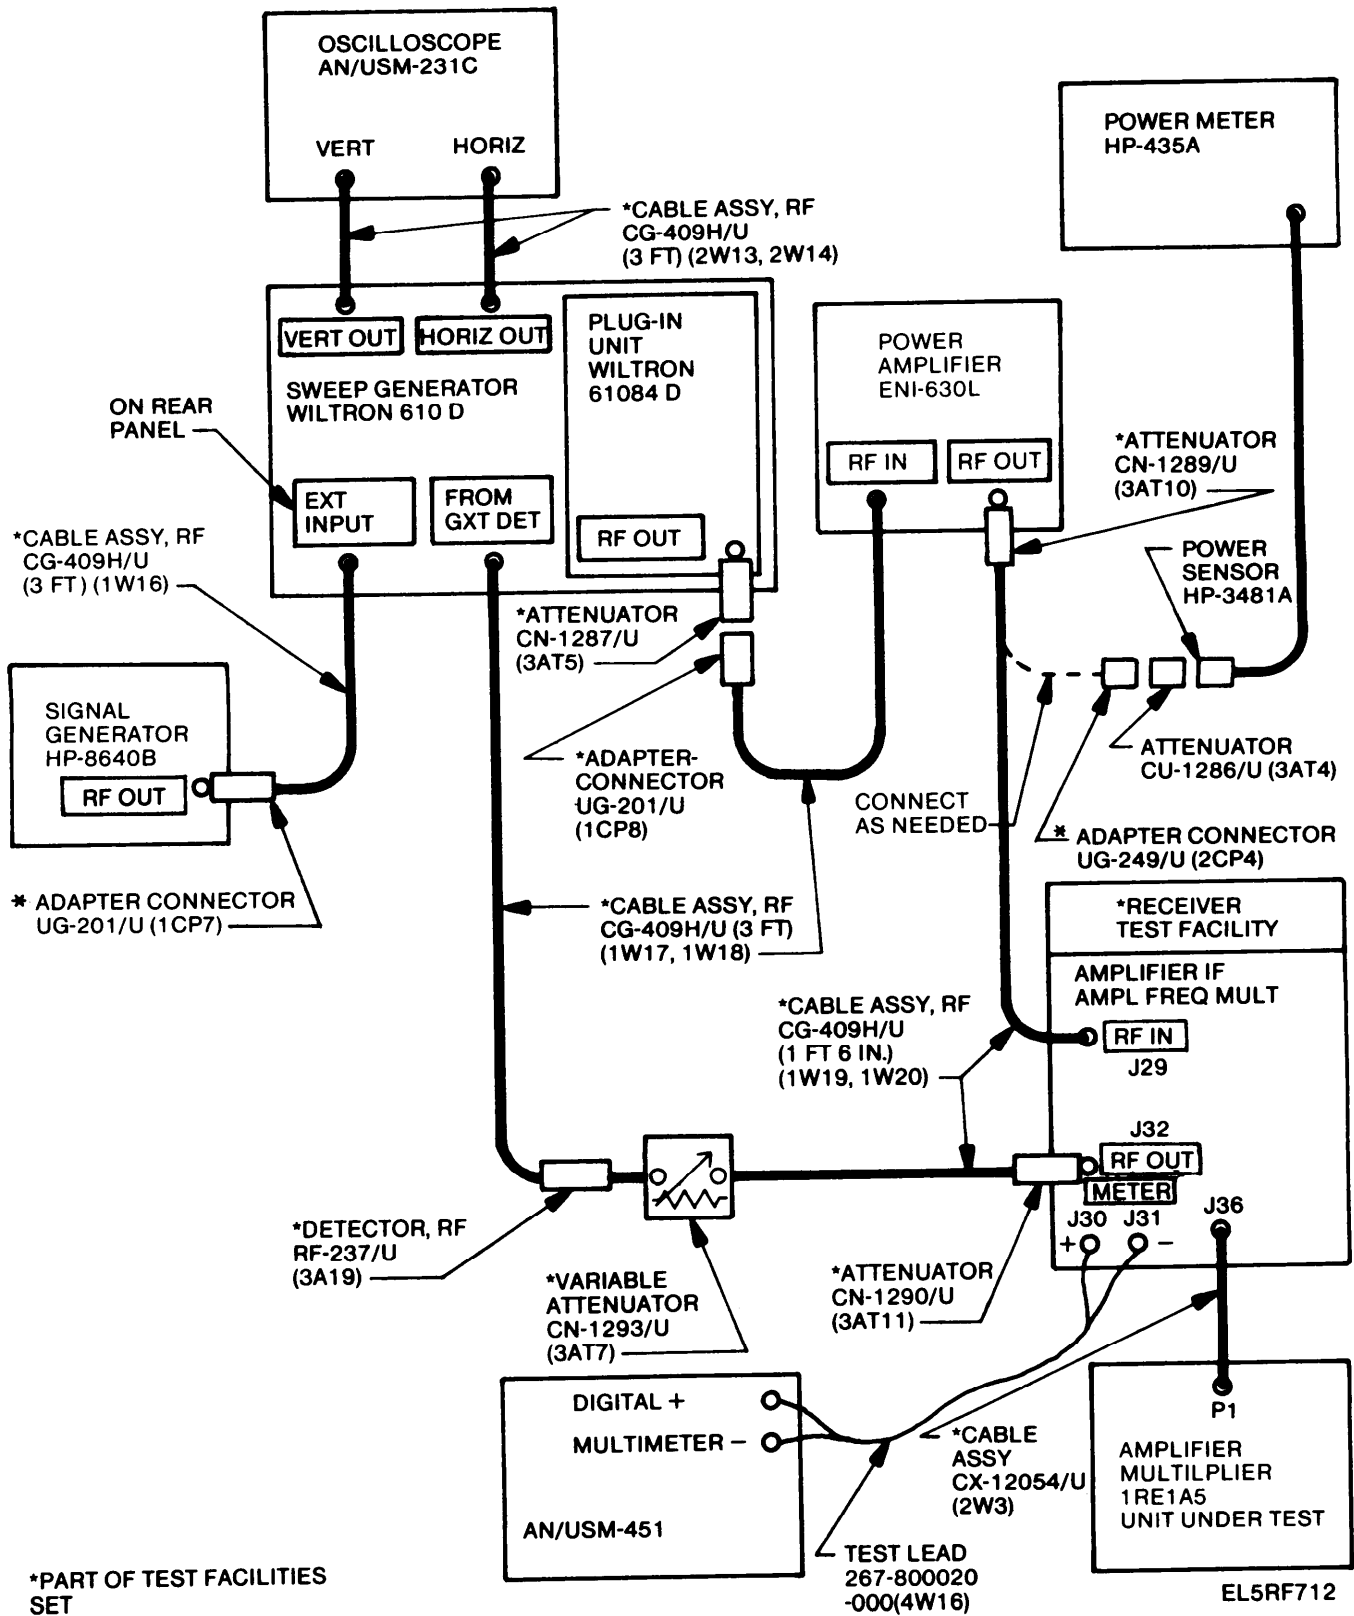 OSCILLOSCOPE
AN/USM-231C
VERT
HORIZ
*CABLE ASSY, RF
CG-409H/U
(3 FT) (2W13, 2W14)
POWER METER
HP-435A
VERT OUT
HORIZ OUT
SWEEP GENERATOR
WILTRON 610 D
PLUG-IN
UNIT
WILTRON
61084 D
RF OUT
ON REAR
PANEL
EXT
INPUT
FROM
GXT DET
POWER
AMPLIFIER
ENI-630L
RF IN
RF OUT
*ATTENUATOR
CN-1289/U
(3AT10)
POWER
SENSOR
HP-3481A
*CABLE ASSY, RF
CG-409H/U
(3 FT) (1W16)
*ATTENUATOR
CN-1287/U
(3AT5)
SIGNAL
GENERATOR
HP-8640B
RF OUT
*ADAPTER-
CONNECTOR
UG-201/U
(1CP8)
ATTENUATOR
CU-1286/U (3AT4)
CONNECT
AS NEEDED
* ADAPTER CONNECTOR
UG-249/U (2CP4)
* ADAPTER CONNECTOR
UG-201/U (1CP7)
*CABLE ASSY, RF
CG-409H/U (3 FT)
(1W17, 1W18)
*RECEIVER
TEST FACILITY
AMPLIFIER IF
AMPL FREQ MULT
RF IN
J29
*CABLE ASSY, RF
CG-409H/U
(1 FT 6 IN.)
(1W19, 1W20)
J32
RF OUT
METER
J30
J31
J36
+
−
*DETECTOR, RF
RF-237/U
(3A19)
*VARIABLE
ATTENUATOR
CN-1293/U
(3AT7)
*ATTENUATOR
CN-1290/U
(3AT11)
DIGITAL +
MULTIMETER −
AN/USM-451
*CABLE
ASSY
CX-12054/U
(2W3)
P1
AMPLIFIER
MULTILPLIER
1RE1A5
UNIT UNDER TEST
TEST LEAD
267-800020
-000(4W16)
*PART OF TEST FACILITIES
SET
EL5RF712